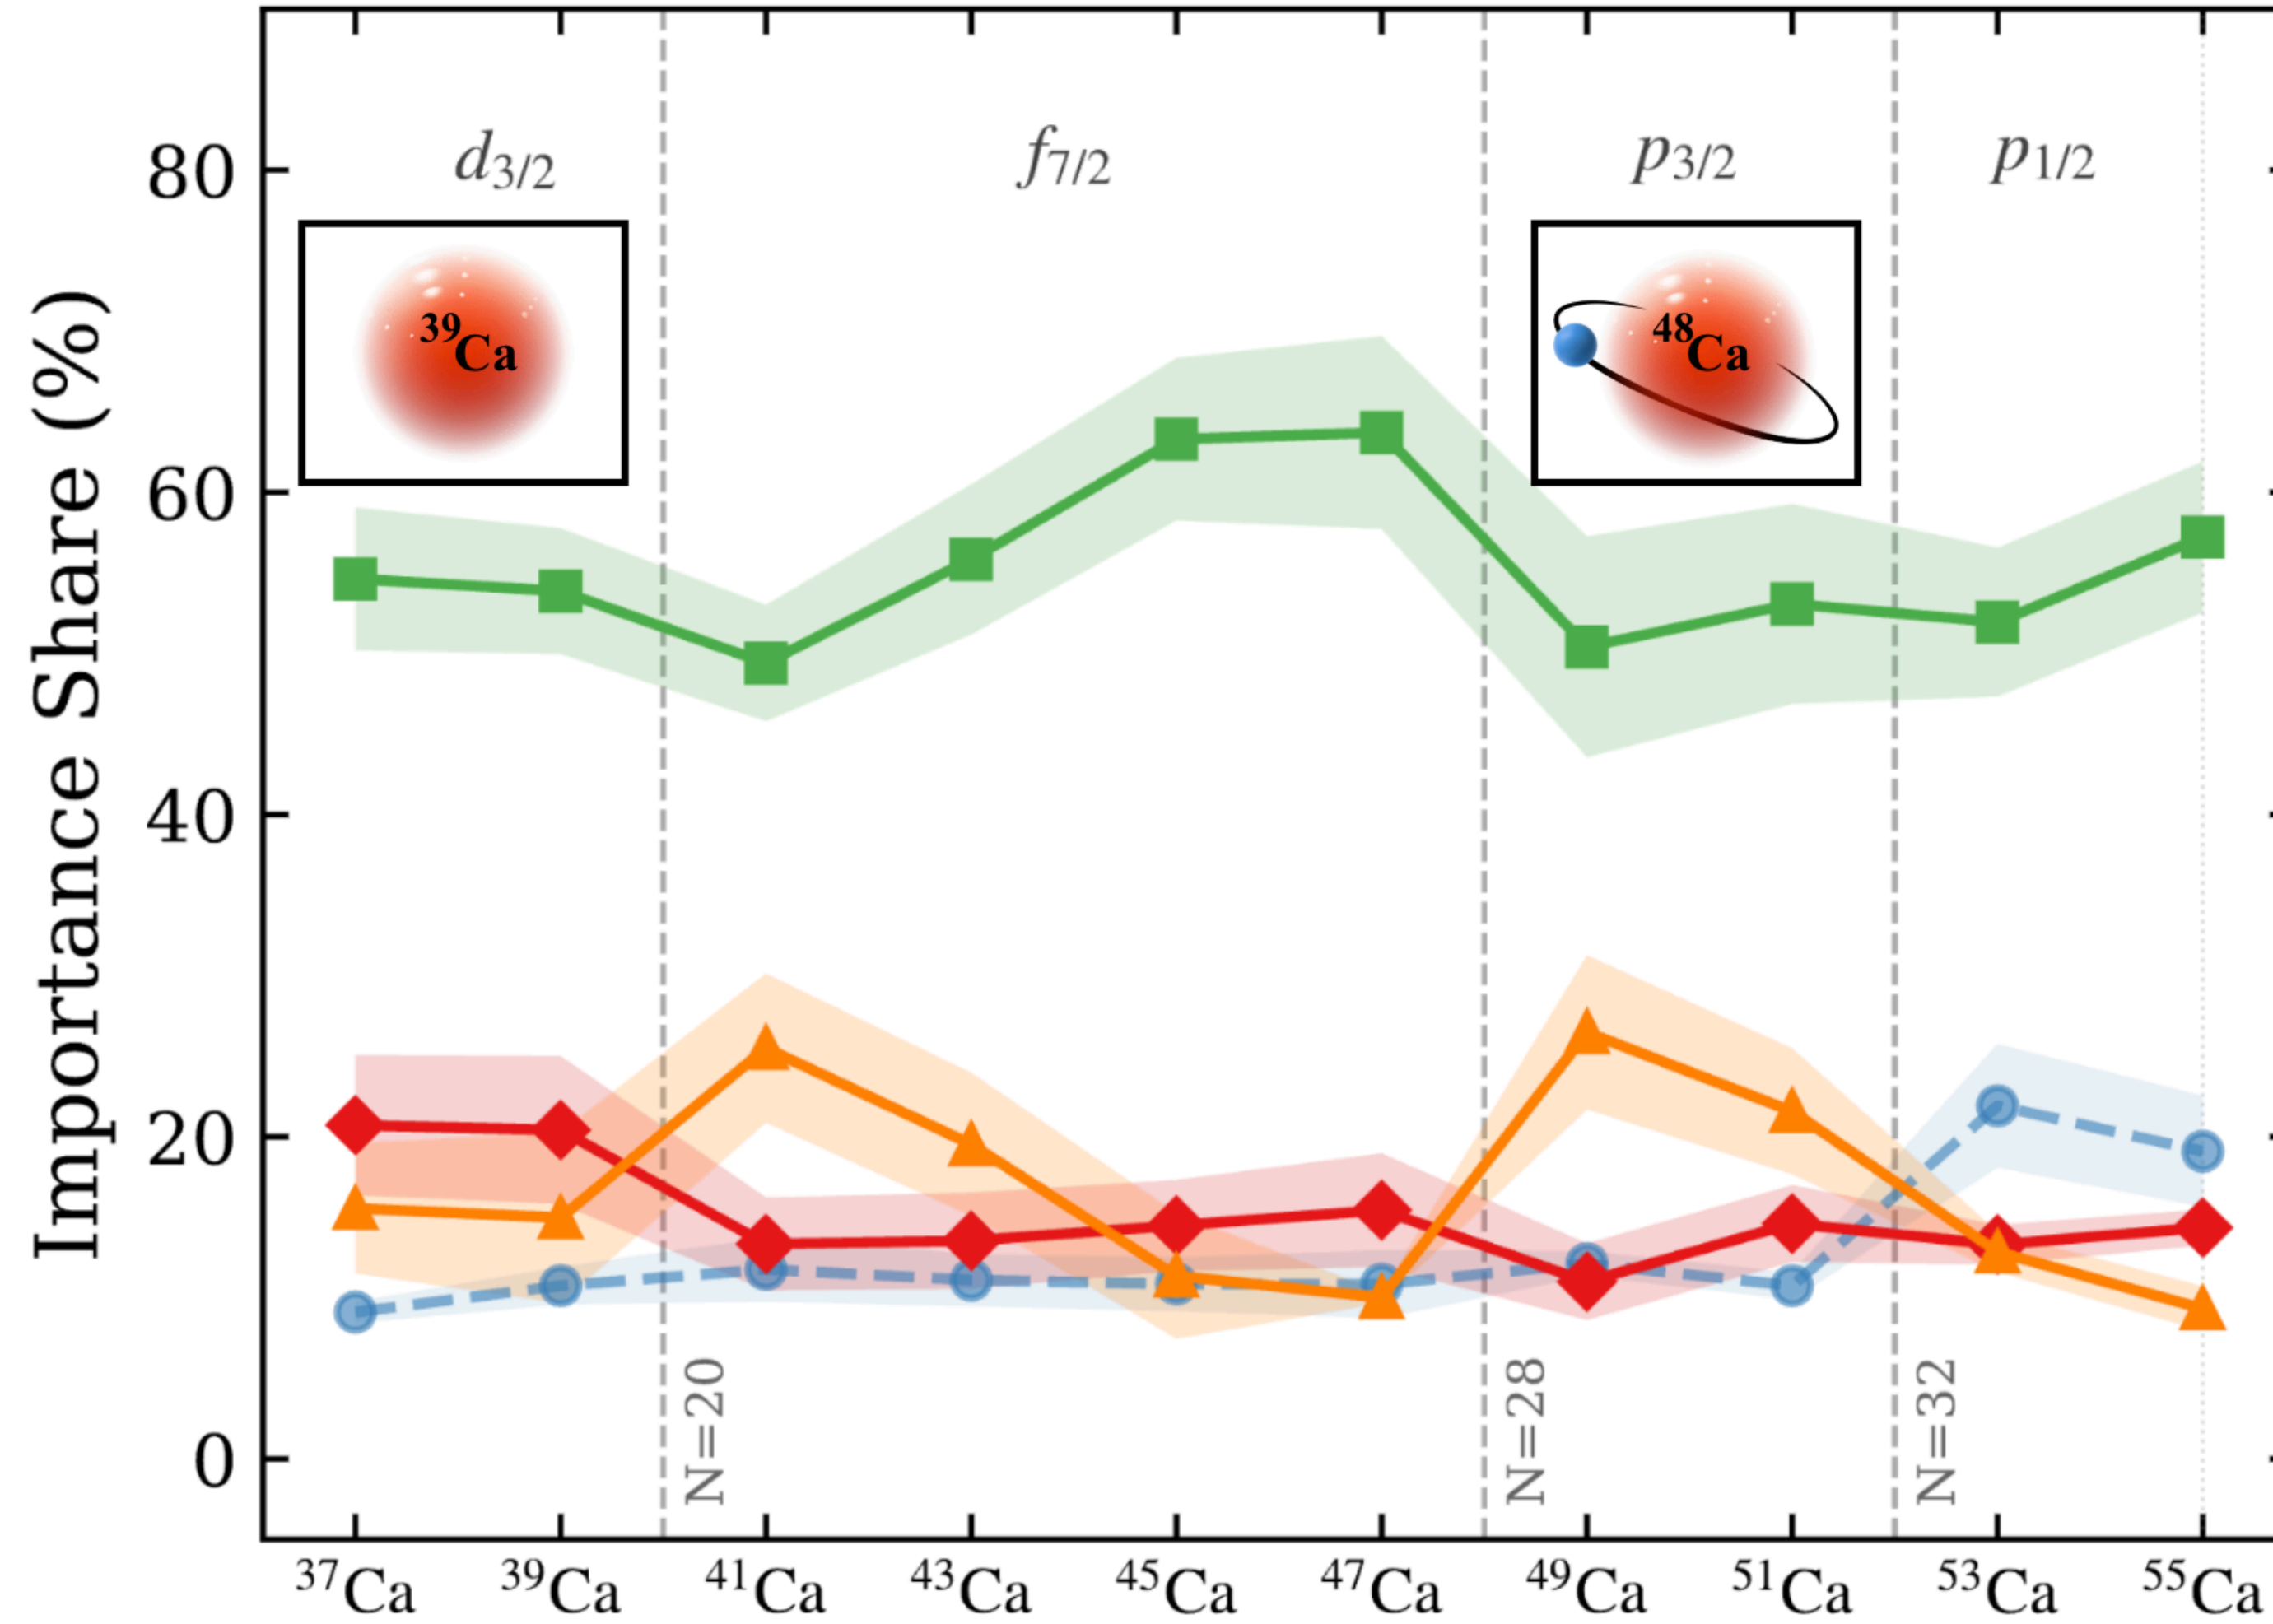 Importance Share (%)
80
60
40
20
0
d3/2
f7/2
p3/2
p1/2
39Ca
48Ca
N=20
N=28
N=32
37Ca 39Ca 41Ca 43Ca 45Ca 47Ca 49Ca 51Ca 53Ca 55Ca